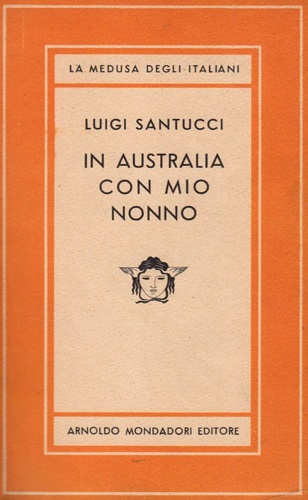 LA MEDUSA DEGLI ITALIANI
LUIGI SANTUCCI
IN AUSTRALIA
CON MIO
NONNO
ARNOLDO MONDADORI EDITORE